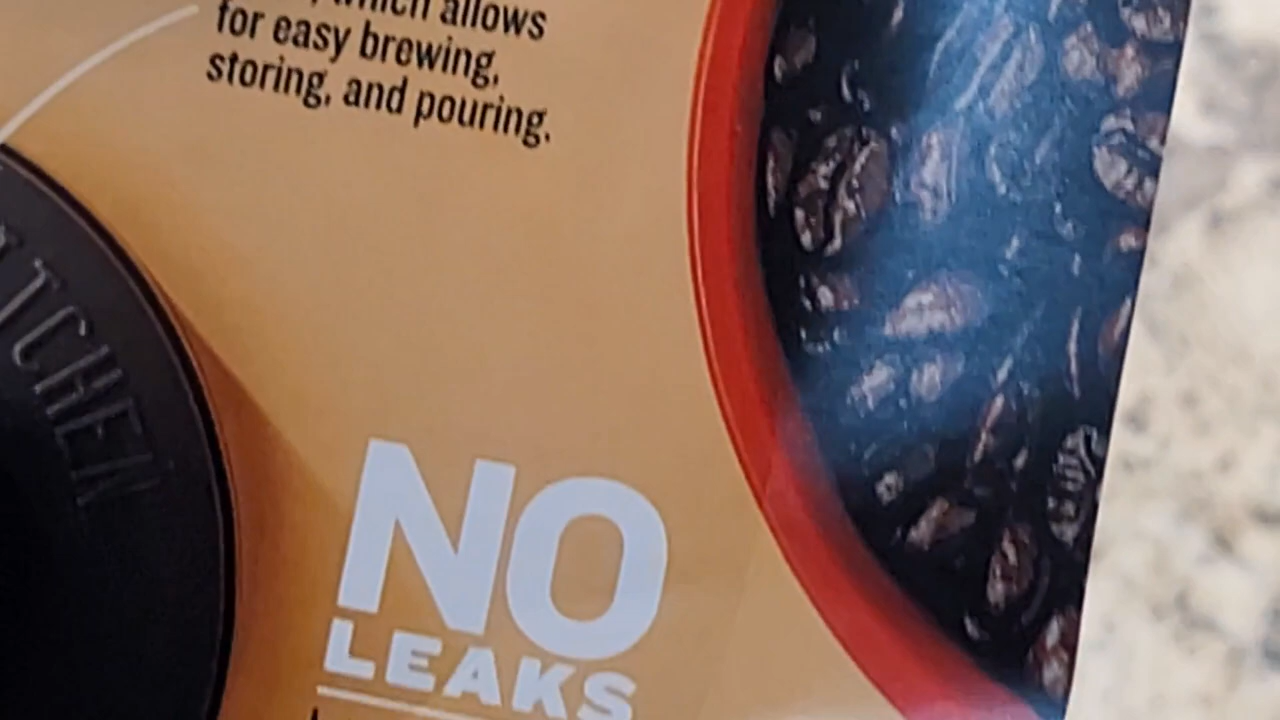 which allows
for easy brewing,
storing, and pouring.
NO
LEAKS